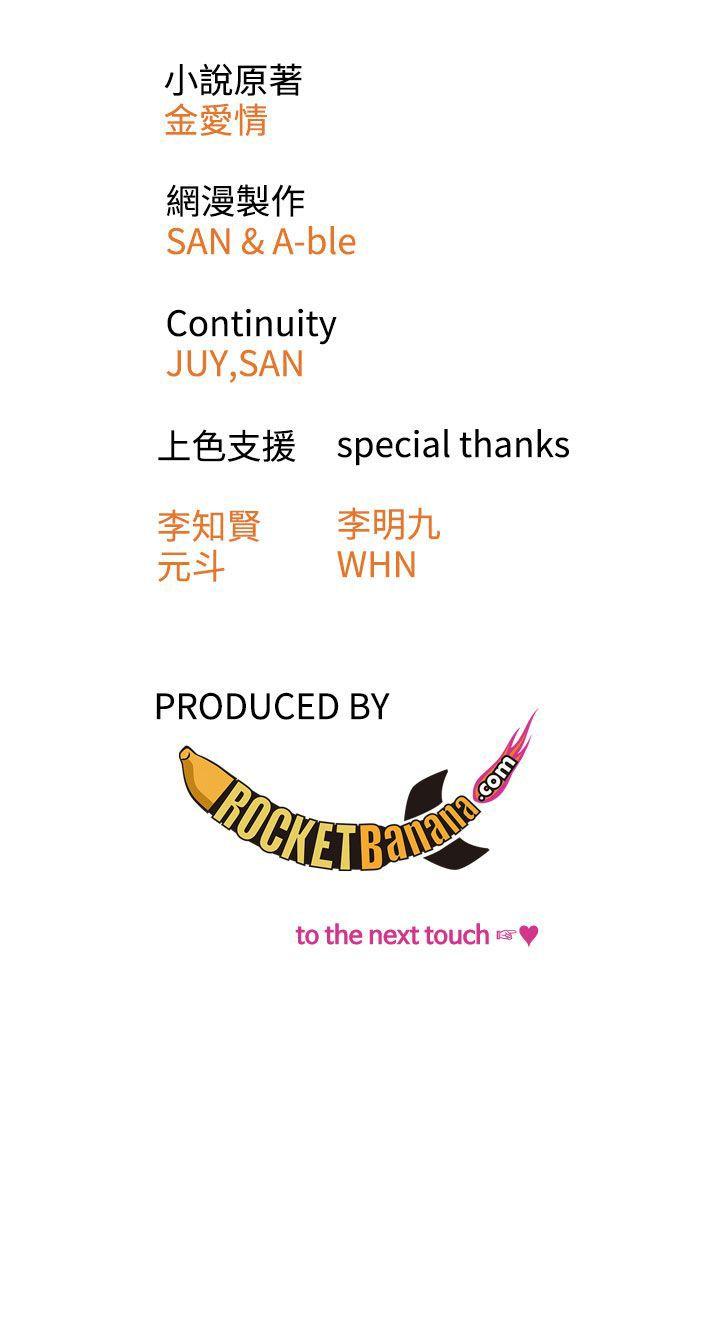 小說原著
金愛情
網漫製作
SAN & A-ble
Continuity
JUY,SAN
上色支援
李知賢
元斗
special thanks
李明九
WHN
PRODUCED BY
ROCKETBanana.com
to the next touch ☞♥